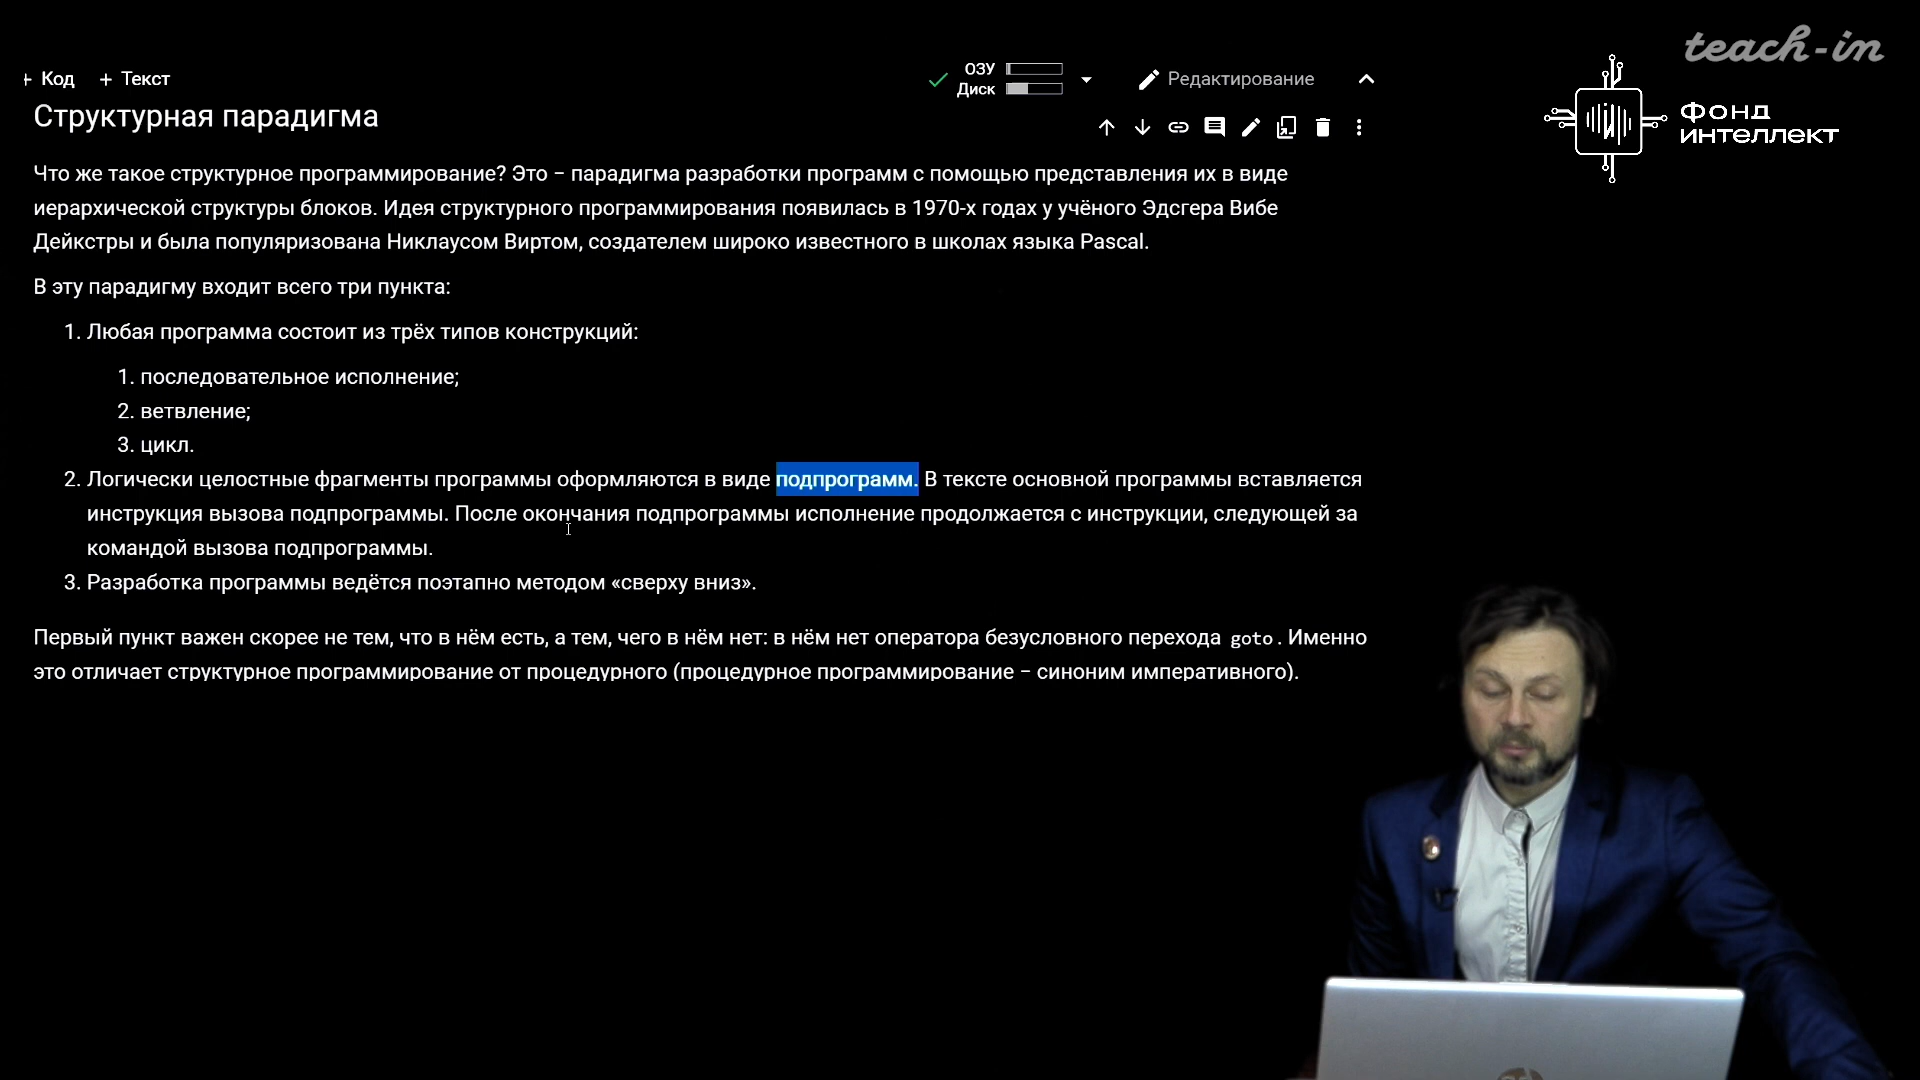 teach-in
Фонд
интеллект
+ Код + Текст
ОЗУ
Диск
Редактирование
Структурная парадигма
Что же такое структурное программирование? Это – парадигма разработки программ с помощью представления их в виде
иерархической структуры блоков. Идея структурного программирования появилась в 1970-х годах у учёного Эдсгера Вибе
Дейкстры и была популяризована Никлаусом Виртом, создателем широко известного в школах языка Pascal.
В эту парадигму входит всего три пункта:
1. Любая программа состоит из трёх типов конструкций:
1. последовательное исполнение;
2. ветвление;
3. цикл.
2. Логически целостные фрагменты программы оформляются в виде подпрограмм. В тексте основной программы вставляется
инструкция вызова подпрограммы. После окончания подпрограммы исполнение продолжается с инструкции, следующей за
командой вызова подпрограммы.
3. Разработка программы ведётся поэтапно методом «сверху вниз».
Первый пункт важен скорее не тем, что в нём есть, а тем, чего в нём нет: в нём нет оператора безусловного перехода goto. Именно
это отличает структурное программирование от процедурного (процедурное программирование – синоним императивного).